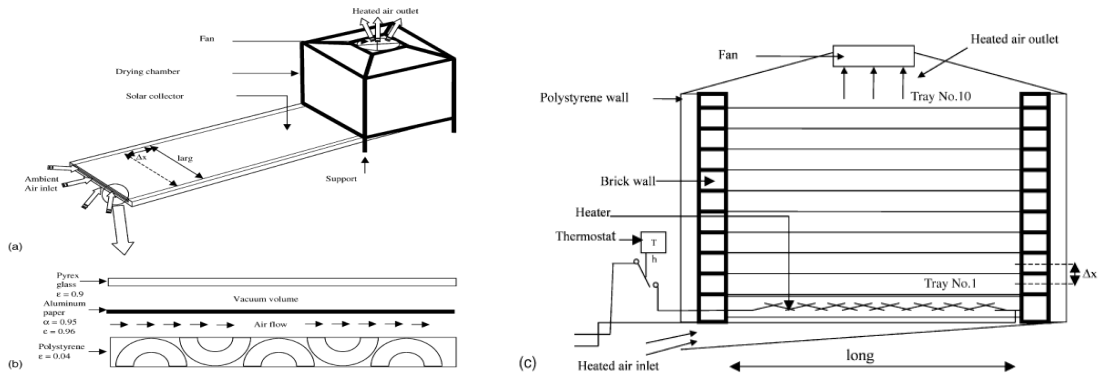 Heated air outlet
Fan
Drying chamber
Solar collector
Δx
larg
Ambient
Air inlet
Support
(a)
Pyrex
glass
ε = 0.9
Vacuum volume
Aluminum
paper
α = 0.95
ε = 0.96
Air flow
Polystyrene
ε = 0.04
(b)
Heated air outlet
Fan
Tray No.10
Polystyrene wall
Brick wall
Heater
Thermostat
T
h
Tray No.1
Δx
Heated air inlet
long
(c)